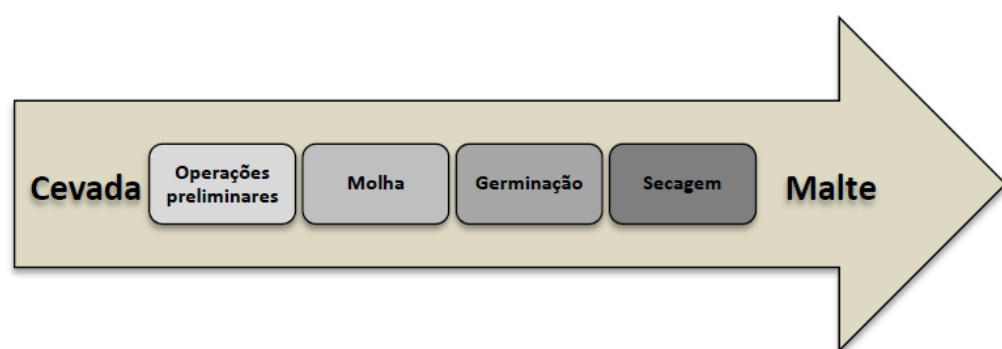 Cevada
Operações
preliminares
Molha
Germinação
Secagem
Malte